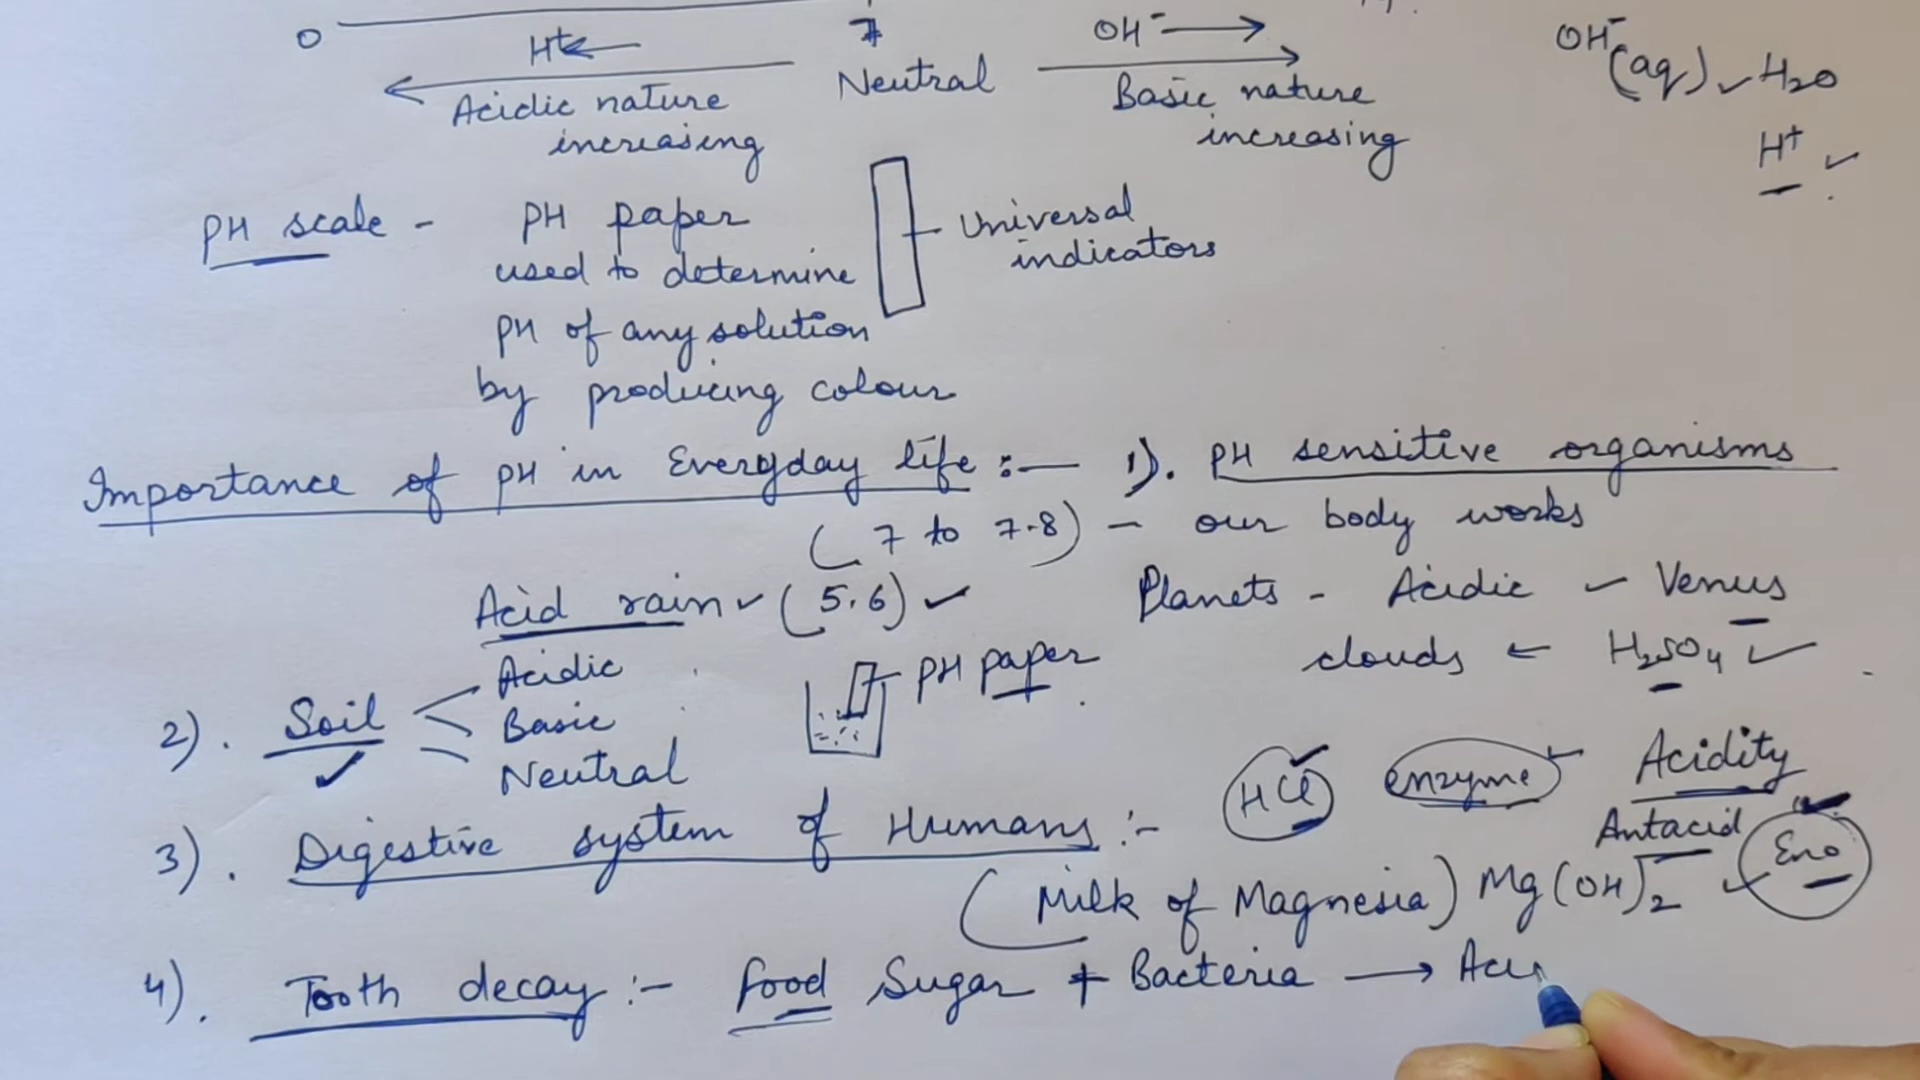 0 H+ 7 OH-
Acidic nature increasing Neutral Basic nature increasing
OH-(aq) H2O
H+
PH scale - PH paper
used to determine
PH of any solution
by producing colour
Universal
indicators
Importance of PH in Everyday life :— 1). PH sensitive organisms
(7 to 7.8) - our body works
Acid rain (5.6) Planets - Acidic - Venus
clouds ← H2SO4
2). Soil Acidic
Basic
Neutral
PH paper
3). Digestive system of Humans :- HCl enzyme Acidity
Antacid Eno
(Milk of Magnesia) Mg(OH)2
4). Tooth decay :- food Sugar + Bacteria → Aci